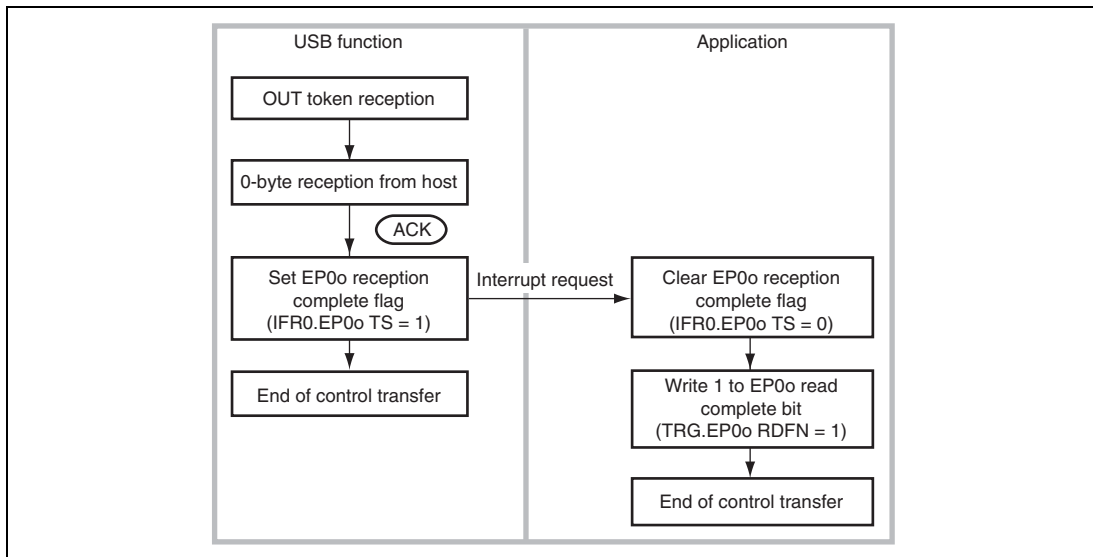 USB function
Application
OUT token reception
0-byte reception from host
ACK
Set EP0o reception
complete flag
(IFR0.EP0o TS = 1)
Interrupt request
Clear EP0o reception
complete flag
(IFR0.EP0o TS = 0)
End of control transfer
Write 1 to EP0o read
complete bit
(TRG.EP0o RDFN = 1)
End of control transfer